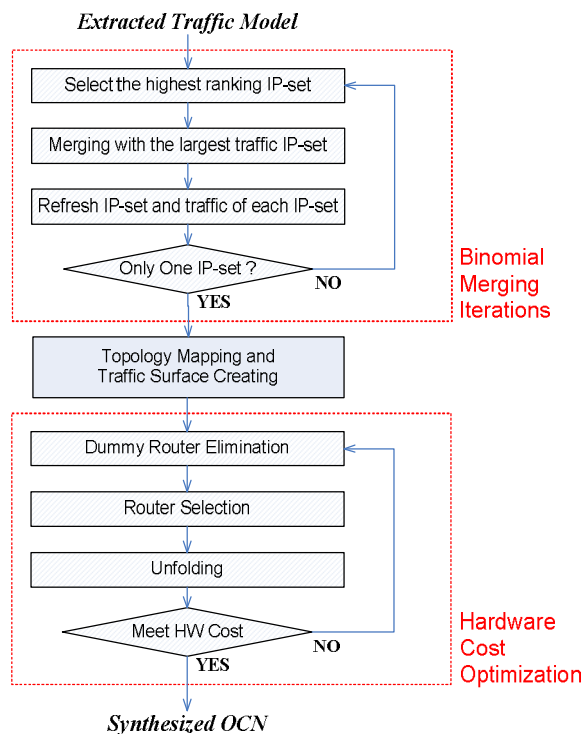 Extracted Traffic Model
Select the highest ranking IP-set
Merging with the largest traffic IP-set
Refresh IP-set and traffic of each IP-set
Only One IP-set ?
NO
YES
Binomial
Merging
Iterations
Topology Mapping and
Traffic Surface Creating
Dummy Router Elimination
Router Selection
Unfolding
Meet HW Cost
NO
YES
Hardware
Cost
Optimization
Synthesized OCN